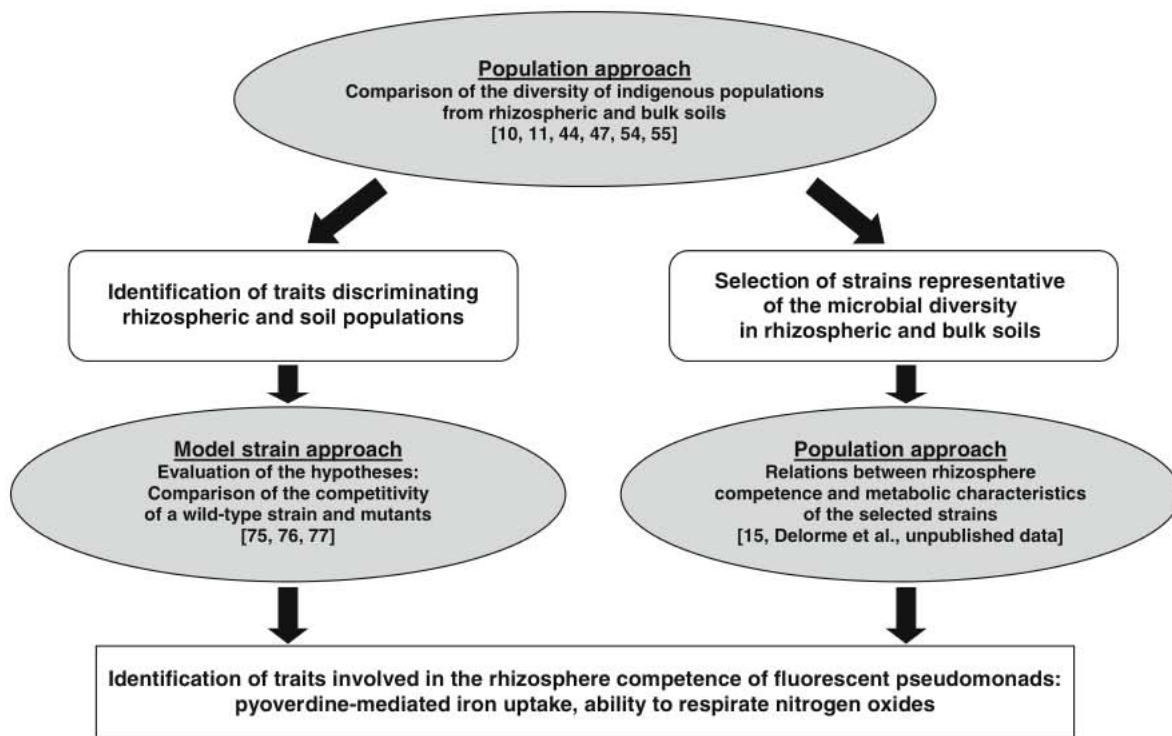 Population approach
Comparison of the diversity of indigenous populations
from rhizospheric and bulk soils
[10, 11, 44, 47, 54, 55]
Identification of traits discriminating
rhizospheric and soil populations
Selection of strains representative
of the microbial diversity
in rhizospheric and bulk soils
Model strain approach
Evaluation of the hypotheses:
Comparison of the competitivity
of a wild-type strain and mutants
[75, 76, 77]
Population approach
Relations between rhizosphere
competence and metabolic characteristics
of the selected strains
[15, Delorme et al., unpublished data]
Identification of traits involved in the rhizosphere competence of fluorescent pseudomonads:
pyoverdine-mediated iron uptake, ability to respirate nitrogen oxides